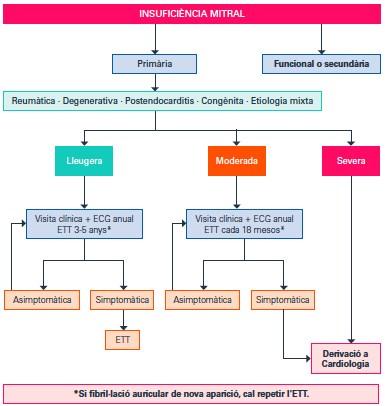 INSUFICIÈNCIA MITRAL
Primària
Funcional o secundària
Reumàtica · Degenerativa · Postendocarditis · Congènita · Etiologia mixta
Lleugera
Moderada
Severa
Visita clínica + ECG anual
ETT 3-5 anys*
Visita clínica + ECG anual
ETT cada 18 mesos*
Asimptomàtica
Simptomàtica
Asimptomàtica
Simptomàtica
ETT
Derivació a
Cardiologia
*Si fibril·lació auricular de nova aparició, cal repetir l’ETT.